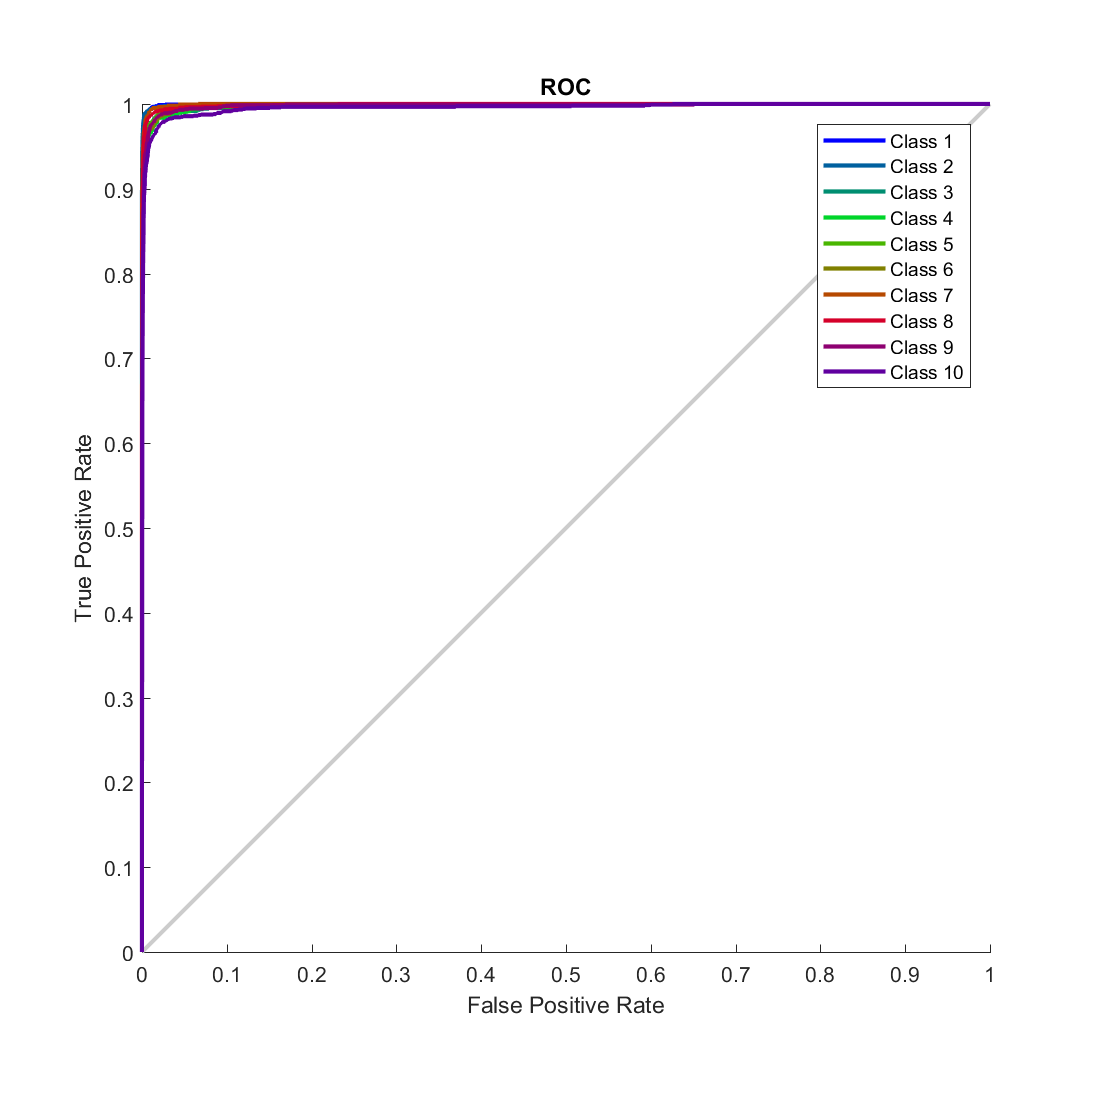 ROC
1
0.9
0.8
0.7
0.6
0.5
0.4
0.3
0.2
0.1
0
True Positive Rate
Class 1
Class 2
Class 3
Class 4
Class 5
Class 6
Class 7
Class 8
Class 9
Class 10
0 0.1 0.2 0.3 0.4 0.5 0.6 0.7 0.8 0.9 1
False Positive Rate